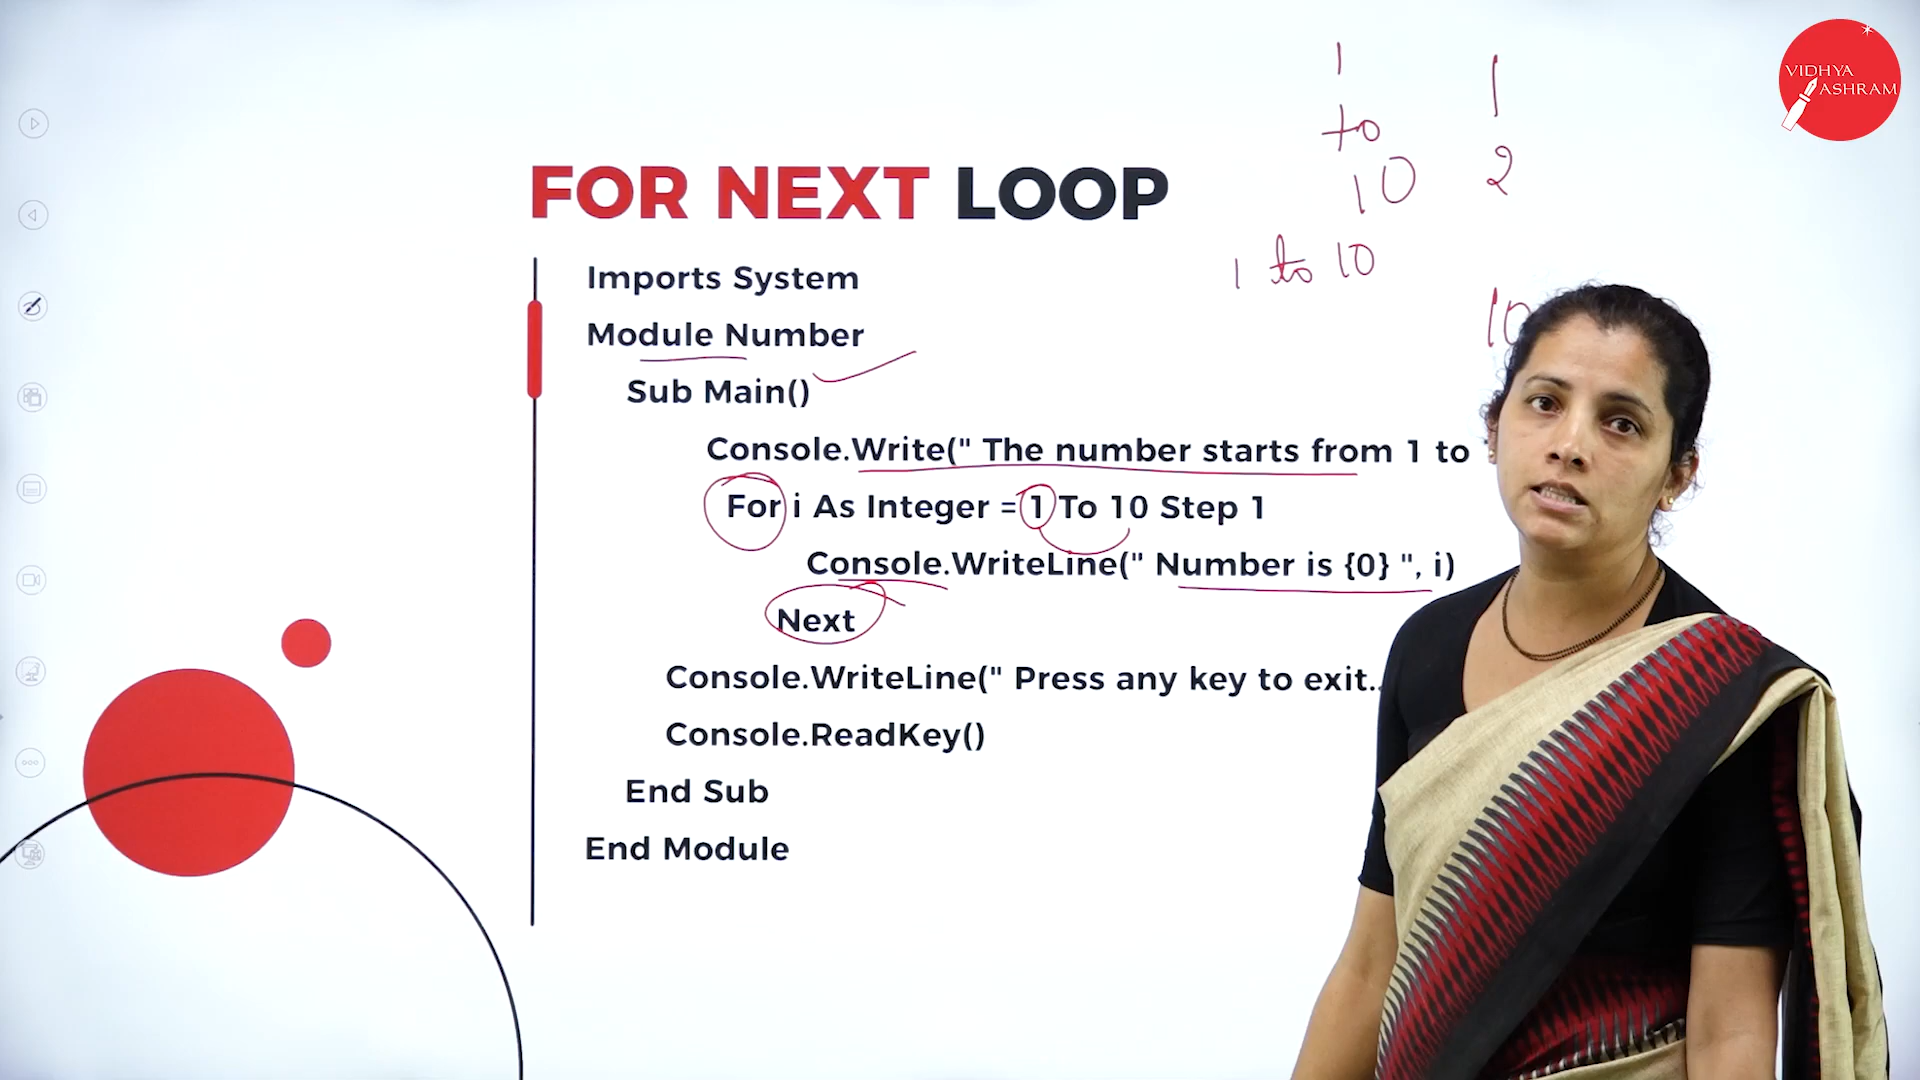 VIDHYA
ASHRAM
1
to
10
1 to 10
1
2
10
FOR NEXT LOOP
Imports System
Module Number
Sub Main()
Console.Write(" The number starts from 1 to
For i As Integer = 1 To 10 Step 1
Console.WriteLine(" Number is {0} ", i)
Next
Console.WriteLine(" Press any key to exit..
Console.ReadKey()
End Sub
End Module